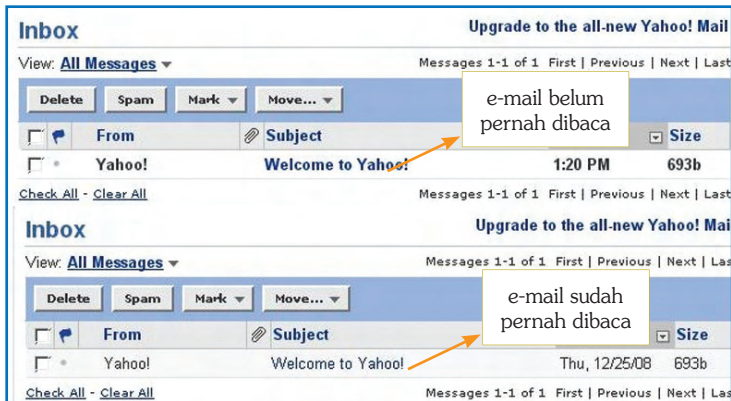 Inbox Upgrade to the all-new Yahoo! Mail
View: All Messages Messages 1-1 of 1 First | Previous | Next | Last
Delete Spam Mark Move...
e-mail belum
pernah dibaca
From Subject Size
Yahoo! Welcome to Yahoo! 1:20 PM 693b
Check All - Clear All Messages 1-1 of 1 First | Previous | Next | Last
Inbox Upgrade to the all-new Yahoo! Mai
View: All Messages Messages 1-1 of 1 First | Previous | Next | Las
Delete Spam Mark Move...
e-mail sudah
pernah dibaca
From Subject Size
Yahoo! Welcome to Yahoo! Thu, 12/25/08 693b
Check All - Clear All Messages 1-1 of 1 First | Previous | Next | Las